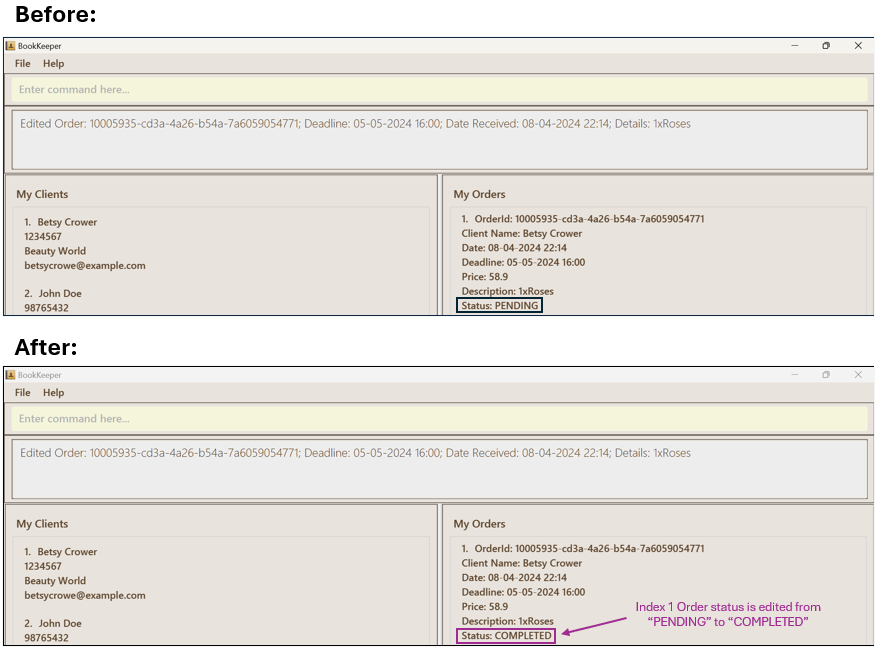 Before:
BookKeeper
File Help
Enter command here...
Edited Order: 10005935-cd3a-4a26-b54a-7a6059054771; Deadline: 05-05-2024 16:00; Date Received: 08-04-2024 22:14; Details: 1xRoses
My Clients
1. Betsy Crower
1234567
Beauty World
betsycrowe@example.com
2. John Doe
98765432
My Orders
1. OrderId: 10005935-cd3a-4a26-b54a-7a6059054771
Client Name: Betsy Crower
Date: 08-04-2024 22:14
Deadline: 05-05-2024 16:00
Price: 58.9
Description: 1xRoses
Status: PENDING
After:
BookKeeper
File Help
Enter command here...
Edited Order: 10005935-cd3a-4a26-b54a-7a6059054771; Deadline: 05-05-2024 16:00; Date Received: 08-04-2024 22:14; Details: 1xRoses
My Clients
1. Betsy Crower
1234567
Beauty World
betsycrowe@example.com
2. John Doe
98765432
My Orders
1. OrderId: 10005935-cd3a-4a26-b54a-7a6059054771
Client Name: Betsy Crower
Date: 08-04-2024 22:14
Deadline: 05-05-2024 16:00
Price: 58.9
Description: 1xRoses
Status: COMPLETED
Index 1 Order status is edited from
“PENDING” to “COMPLETED”